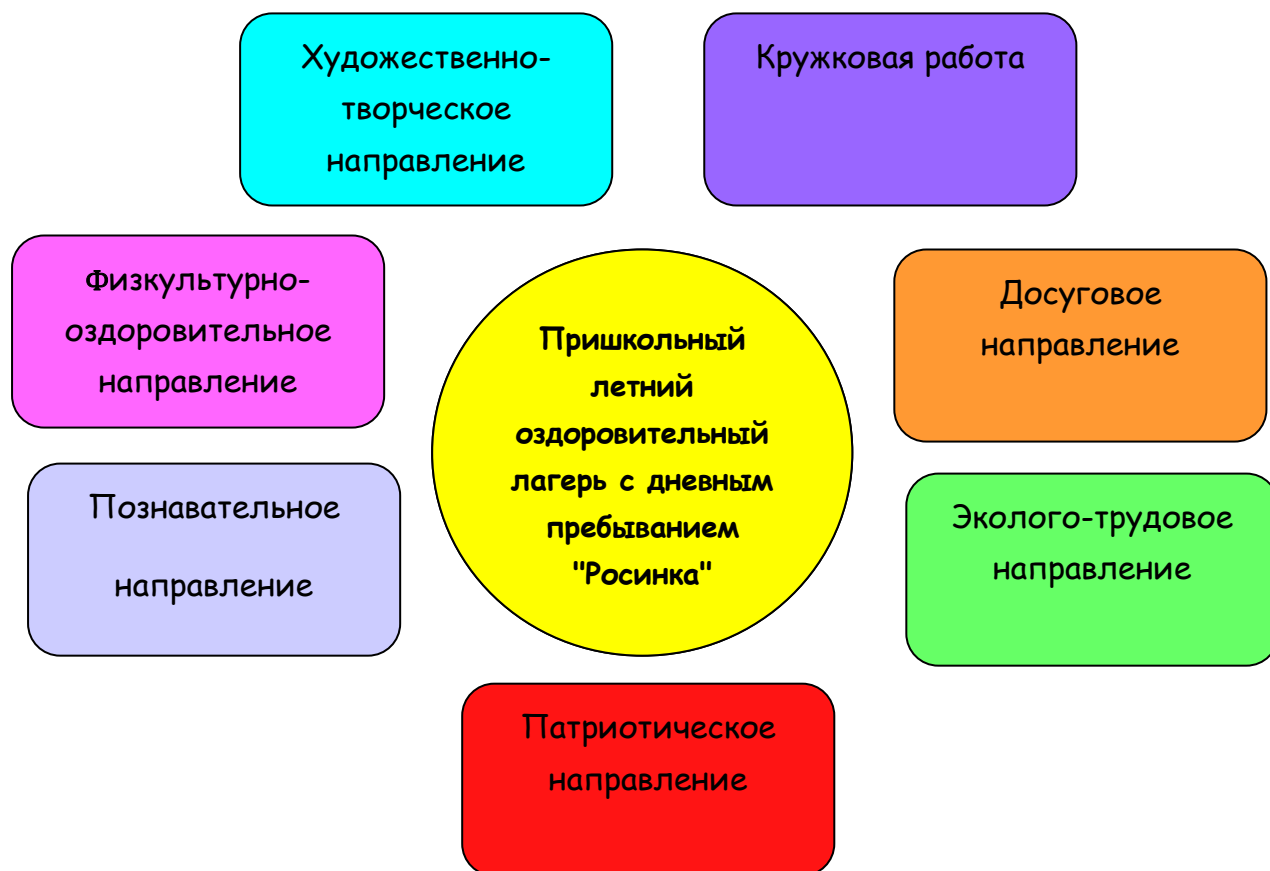 Художественно-
творческое
направление
Кружковая работа
Физкультурно-
оздоровительное
направление
Пришкольный
летний
оздоровительный
лагерь с дневным
пребыванием
"Росинка"
Досуговое
направление
Познавательное
направление
Эколого-трудовое
направление
Патриотическое
направление